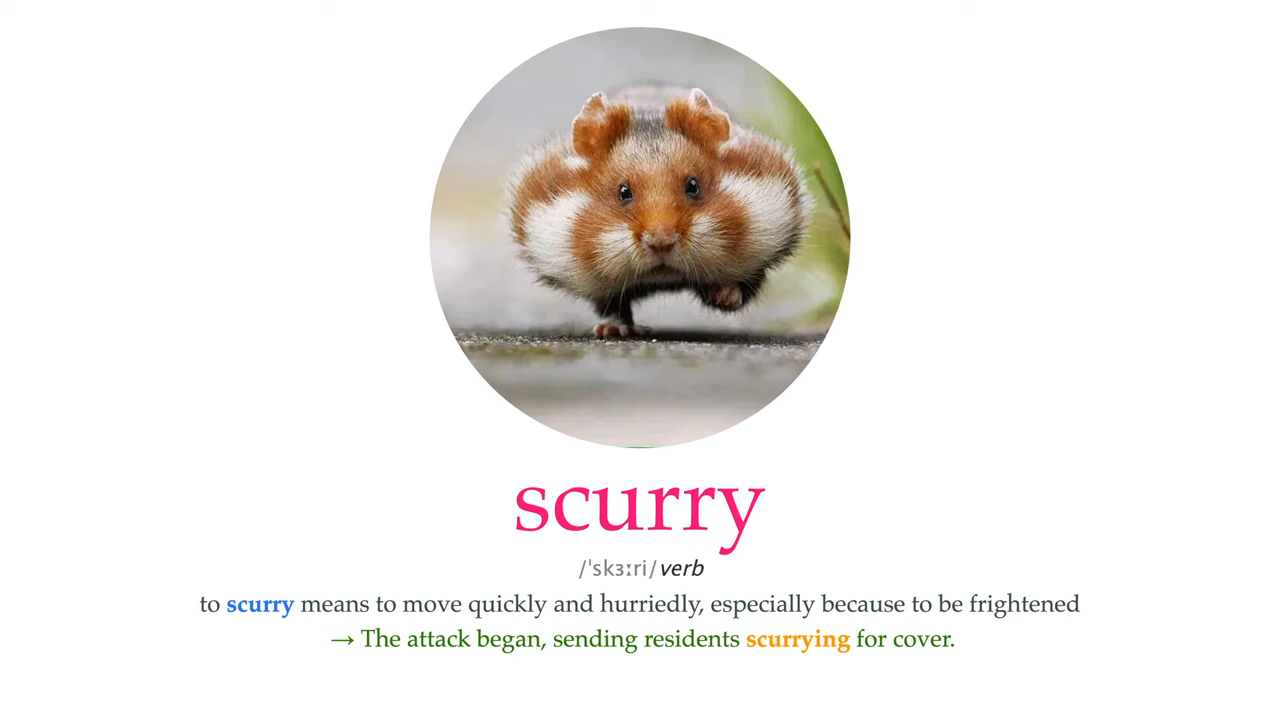 scurry
/ˈskɜːri/ verb
to scurry means to move quickly and hurriedly, especially because to be frightened
→ The attack began, sending residents scurrying for cover.